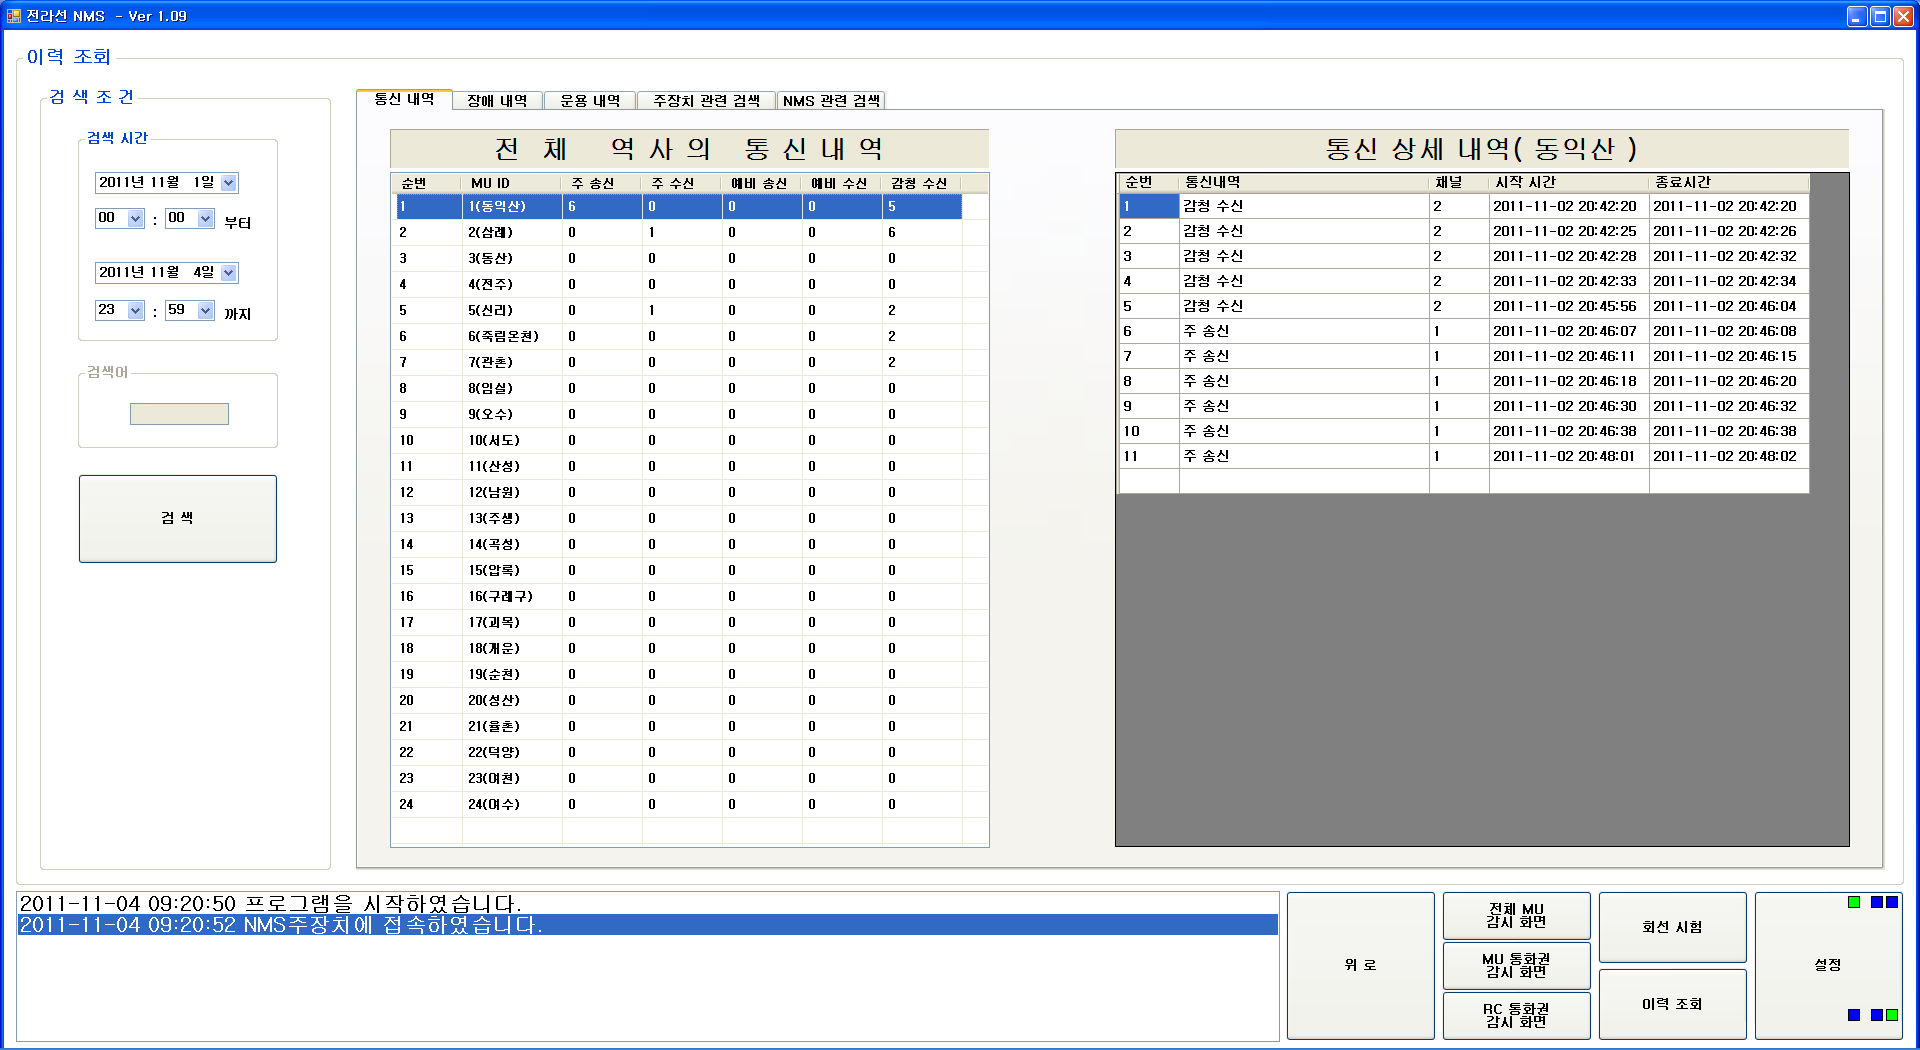 전라선 NMS  - Ver 1.09
이력 조회
검 색 조 건
검색 시간
2011년 11월 1일
00 : 00 부터
2011년 11월 4일
23 : 59 까지
검색어
검 색
통신 내역 장애 내역 운용 내역 주장치 관련 검색 NMS 관련 검색
전 체 역 사 의 통 신 내 역
순번 MU ID 주 송신 주 수신 예비 송신 예비 수신 감청 수신
1 1(동익산) 6 0 0 0 5
2 2(삼례) 0 1 0 0 6
3 3(동산) 0 0 0 0 0
4 4(전주) 0 0 0 0 0
5 5(신리) 0 1 0 0 2
6 6(죽림온천) 0 0 0 0 2
7 7(관촌) 0 0 0 0 2
8 8(임실) 0 0 0 0 0
9 9(오수) 0 0 0 0 0
10 10(서도) 0 0 0 0 0
11 11(산성) 0 0 0 0 0
12 12(남원) 0 0 0 0 0
13 13(주생) 0 0 0 0 0
14 14(곡성) 0 0 0 0 0
15 15(압록) 0 0 0 0 0
16 16(구례구) 0 0 0 0 0
17 17(괴목) 0 0 0 0 0
18 18(개운) 0 0 0 0 0
19 19(순천) 0 0 0 0 0
20 20(성산) 0 0 0 0 0
21 21(율촌) 0 0 0 0 0
22 22(덕양) 0 0 0 0 0
23 23(여천) 0 0 0 0 0
24 24(여수) 0 0 0 0 0
통신 상세 내역( 동익산 )
순번 통신내역 채널 시작 시간 종료시간
1 감청 수신 2 2011-11-02 20:42:20 2011-11-02 20:42:20
2 감청 수신 2 2011-11-02 20:42:25 2011-11-02 20:42:26
3 감청 수신 2 2011-11-02 20:42:28 2011-11-02 20:42:32
4 감청 수신 2 2011-11-02 20:42:33 2011-11-02 20:42:34
5 감청 수신 2 2011-11-02 20:45:56 2011-11-02 20:46:04
6 주 송신 1 2011-11-02 20:46:07 2011-11-02 20:46:08
7 주 송신 1 2011-11-02 20:46:11 2011-11-02 20:46:15
8 주 송신 1 2011-11-02 20:46:18 2011-11-02 20:46:20
9 주 송신 1 2011-11-02 20:46:30 2011-11-02 20:46:32
10 주 송신 1 2011-11-02 20:46:38 2011-11-02 20:46:38
11 주 송신 1 2011-11-02 20:48:01 2011-11-02 20:48:02
2011-11-04 09:20:50 프로그램을 시작하였습니다.
2011-11-04 09:20:52 NMS주장치에 접속하였습니다.
위 로
전체 MU
감시 화면
MU 통화권
감시 화면
RC 통화권
감시 화면
회선 시험
이력 조회
설정